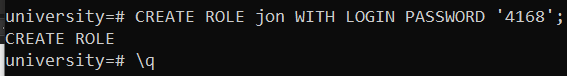 university=# CREATE ROLE jon WITH LOGIN PASSWORD '4168';
CREATE ROLE
university=# \q